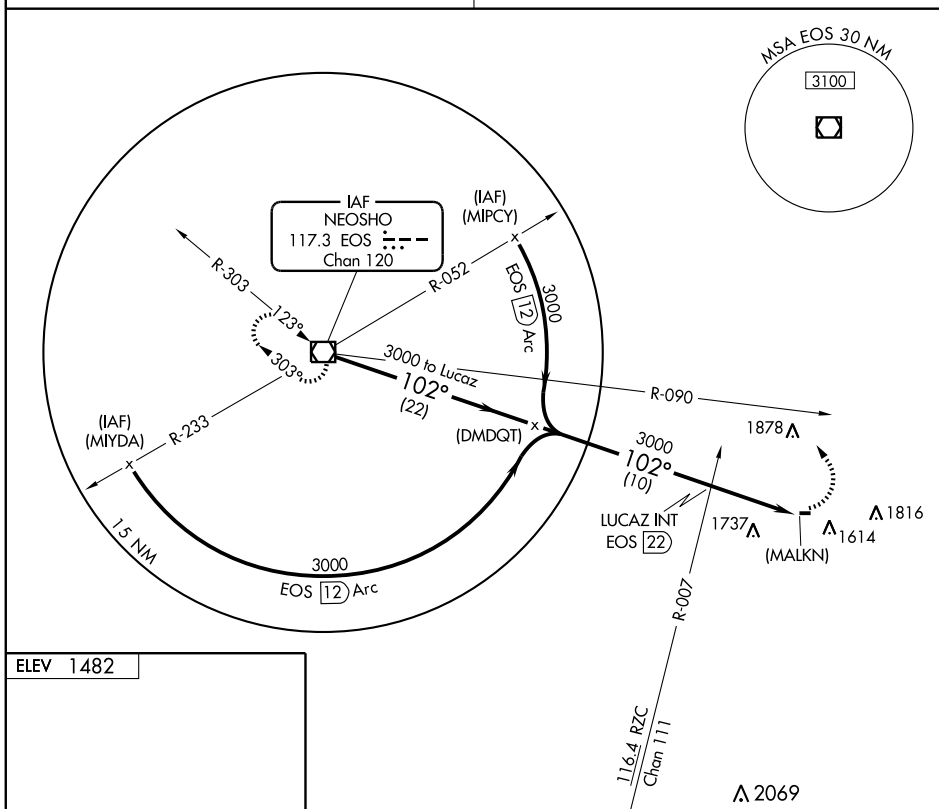 MSA EOS 30 NM
3100
IAF
NEOSHO
117.3 EOS
Chan 120
(IAF)
(MIPCY)
R-303
R-052
EOS 12 Arc
3000
123°
303°
3000 to Lucaz
102°
(22)
R-090
(IAF)
(MIYDA)
R-233
(DMDQT)
1878
3000
102°
(10)
LUCAZ INT
EOS 22
1737
1816
1614
(MALKN)
15 NM
3000
EOS 12 Arc
R-007
ELEV 1482
116.4 RZC
Chan 111
2069